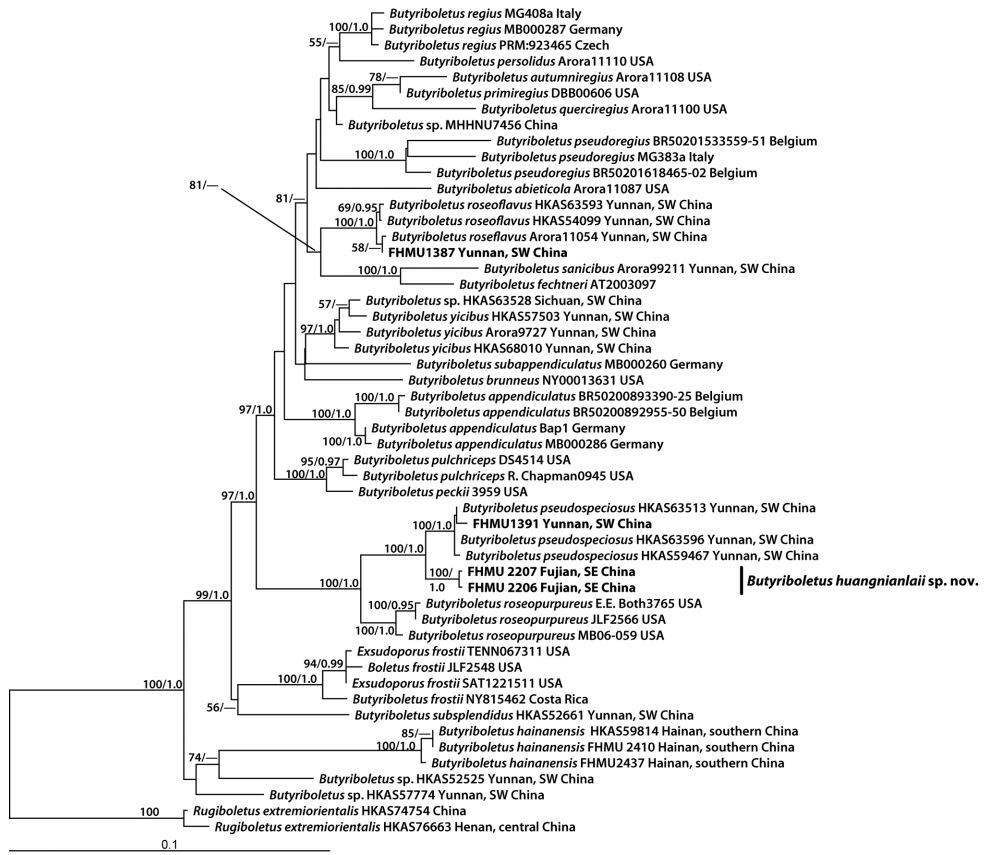 Butyriboletus regius MG408a Italy
100/1.0
Butyriboletus regius MB000287 Germany
55/—
Butyriboletus regius PRM:923465 Czech
Butyriboletus persolidus Arora11110 USA
78/—
Butyriboletus autumniregius Arora11108 USA
85/0.99
Butyriboletus primiregius DBB00606 USA
Butyriboletus querciregius Arora11100 USA
Butyriboletus sp. MHHNU7456 China
Butyriboletus pseudoregius BR50201533559-51 Belgium
100/1.0
Butyriboletus pseudoregius MG383a Italy
Butyriboletus pseudoregius BR50201618465-02 Belgium
81/—
Butyriboletus abieticola Arora11087 USA
81/—
69/0.95
Butyriboletus roseoflavus HKAS63593 Yunnan, SW China
100/1.0
Butyriboletus roseoflavus HKAS54099 Yunnan, SW China
Butyriboletus roseflavus Arora11054 Yunnan, SW China
58/—
FHMU1387 Yunnan, SW China
100/1.0
Butyriboletus sanicibus Arora99211 Yunnan, SW China
Butyriboletus fechtneri AT2003097
57/—
Butyriboletus sp. HKAS63528 Sichuan, SW China
Butyriboletus yicibus HKAS57503 Yunnan, SW China
97/1.0
Butyriboletus yicibus Arora9727 Yunnan, SW China
Butyriboletus yicibus HKAS68010 Yunnan, SW China
Butyriboletus subappendiculatus MB000260 Germany
Butyriboletus brunneus NY00013631 USA
100/1.0
Butyriboletus appendiculatus BR50200893390-25 Belgium
97/1.0
100/1.0
Butyriboletus appendiculatus BR50200892955-50 Belgium
Butyriboletus appendiculatus Bap1 Germany
100/1.0
Butyriboletus appendiculatus MB000286 Germany
95/0.97
Butyriboletus pulchriceps DS4514 USA
100/1.0
Butyriboletus pulchriceps R. Chapman0945 USA
Butyriboletus peckii 3959 USA
97/1.0
Butyriboletus pseudospeciosus HKAS63513 Yunnan, SW China
100/1.0
FHMU1391 Yunnan, SW China
Butyriboletus pseudospeciosus HKAS63596 Yunnan, SW China
100/1.0
Butyriboletus pseudospeciosus HKAS59467 Yunnan, SW China
100/
1.0
FHMU 2207 Fujian, SE China
FHMU 2206 Fujian, SE China
Butyriboletus huangnianlaii sp. nov.
100/1.0
99/1.0
100/0.95
Butyriboletus roseopurpureus E.E. Both3765 USA
Butyriboletus roseopurpureus JLF2566 USA
100/1.0
Butyriboletus roseopurpureus MB06-059 USA
Exsudoporus frostii TENN067311 USA
94/0.99
Boletus frostii JLF2548 USA
100/1.0
Exsudoporus frostii SAT1221511 USA
100/1.0
Butyriboletus frostii NY815462 Costa Rica
56/—
Butyriboletus subsplendidus HKAS52661 Yunnan, SW China
85/—
Butyriboletus hainanensis HKAS59814 Hainan, southern China
100/1.0
Butyriboletus hainanensis FHMU 2410 Hainan, southern China
74/—
Butyriboletus hainanensis FHMU2437 Hainan, southern China
Butyriboletus sp. HKAS52525 Yunnan, SW China
Butyriboletus sp. HKAS57774 Yunnan, SW China
100
Rugiboletus extremiorientalis HKAS74754 China
Rugiboletus extremiorientalis HKAS76663 Henan, central China
0.1